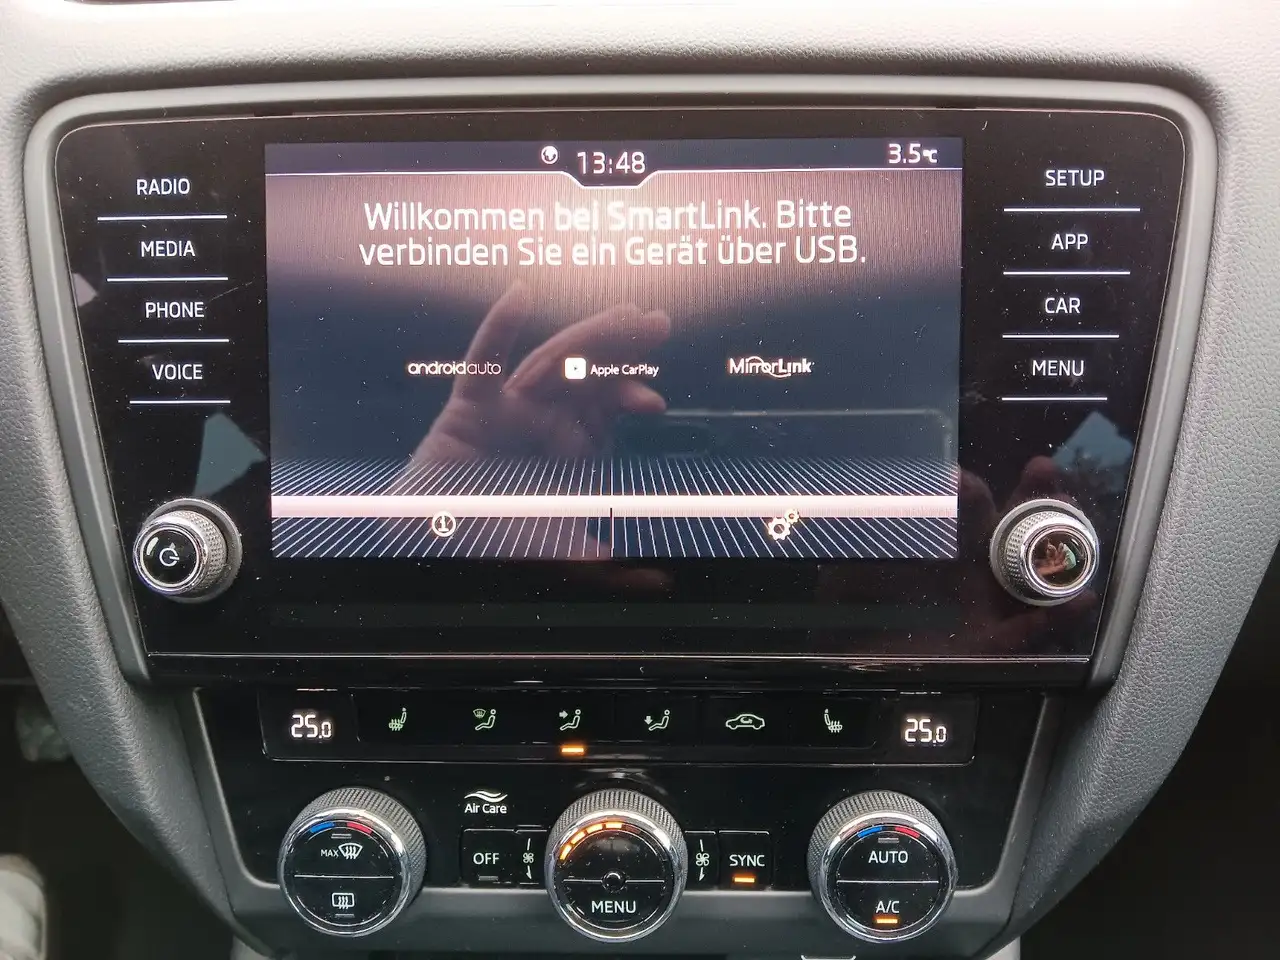 13:48
3.5°C
RADIO
MEDIA
PHONE
VOICE
Willkommen bei SmartLink. Bitte
verbinden Sie ein Gerät über USB.
androidauto
Apple CarPlay
MirrorLink
SETUP
APP
CAR
MENU
25.0
25.0
Air Care
MAX
OFF
MENU
SYNC
AUTO
A/C